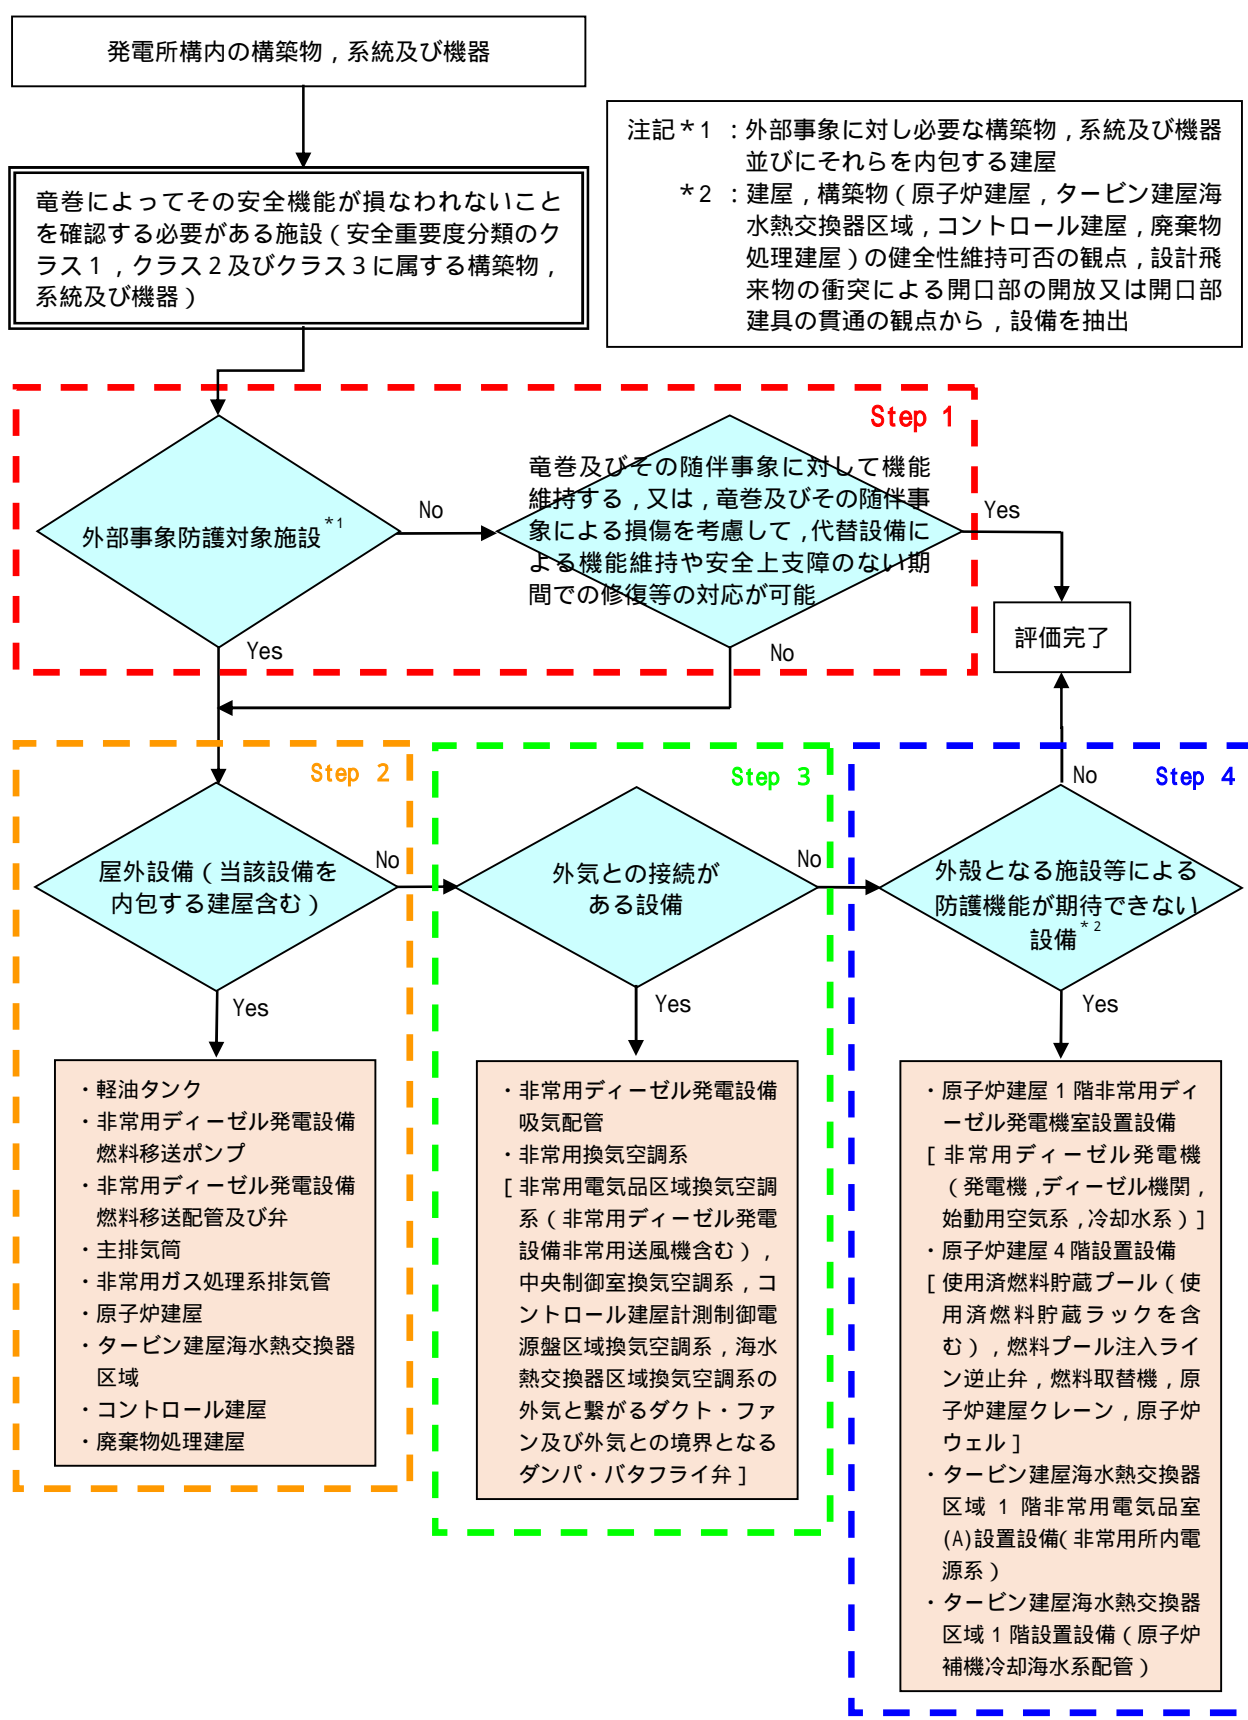 発電所構内の構築物，系統及び機器
注記＊1 ：外部事象に対し必要な構築物，系統及び機器
並びにそれらを内包する建屋
＊2 ：建屋，構築物（原子炉建屋，タービン建屋海
水熱交換器区域，コントロール建屋，廃棄物
処理建屋）の健全性維持可否の観点，設計飛
来物の衝突による開口部の開放又は開口部
建具の貫通の観点から，設備を抽出
竜巻によってその安全機能が損なわれないこと
を確認する必要がある施設（安全重要度分類のク
ラス1，クラス2及びクラス3に属する構築物，
系統及び機器）
Step 1
外部事象防護対象施設＊1
No
竜巻及びその随伴事象に対して機能
維持する，又は，竜巻及びその随伴事
象による損傷を考慮して，代替設備に
よる機能維持や安全上支障のない期
間での修復等の対応が可能
Yes
評価完了
Yes
No
Step 2
屋外設備（当該設備を
内包する建屋含む）
No
Yes
・軽油タンク
・非常用ディーゼル発電設備
燃料移送ポンプ
・非常用ディーゼル発電設備
燃料移送配管及び弁
・主排気筒
・非常用ガス処理系排気管
・原子炉建屋
・タービン建屋海水熱交換器
区域
・コントロール建屋
・廃棄物処理建屋
Step 3
外気との接続が
ある設備
No
Yes
・非常用ディーゼル発電設備
吸気配管
・非常用換気空調系
[非常用電気品区域換気空調
系（非常用ディーゼル発電
設備非常用送風機含む），
中央制御室換気空調系，コ
ントロール建屋計測制御電
源盤区域換気空調系，海水
熱交換器区域換気空調系の
外気と繋がるダクト・ファ
ン及び外気との境界となる
ダンパ・バタフライ弁]
Step 4
No
外殻となる施設等による
防護機能が期待できない
設備＊2
Yes
・原子炉建屋1階非常用ディ
ーゼル発電機室設置設備
[非常用ディーゼル発電機
（発電機，ディーゼル機関，
始動用空気系，冷却水系）]
・原子炉建屋4階設置設備
[使用済燃料貯蔵プール（使
用済燃料貯蔵ラックを含
む），燃料プール注入ライ
ン逆止弁，燃料取替機，原
子炉建屋クレーン，原子炉
ウェル]
・タービン建屋海水熱交換器
区域1階非常用電気品室
(A)設置設備(非常用所内電
源系）
・タービン建屋海水熱交換器
区域1階設置設備（原子炉
補機冷却海水系配管）